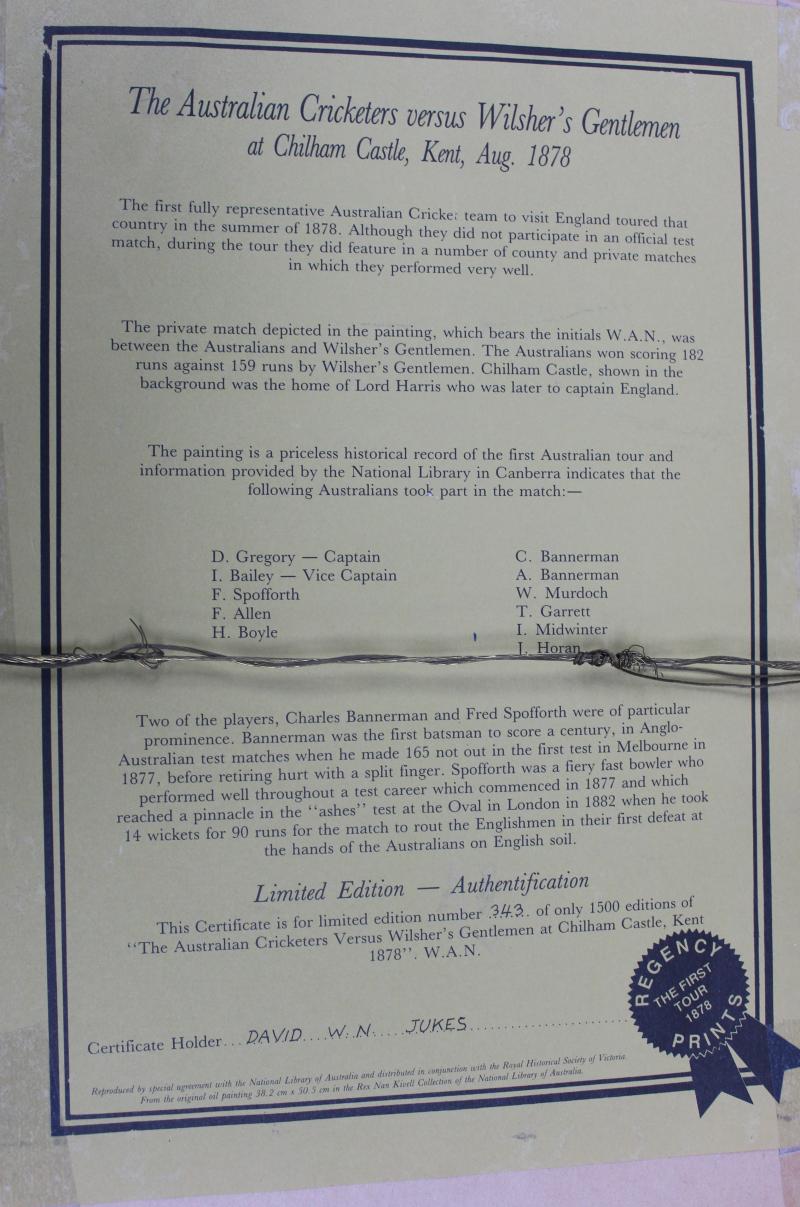 The Australian Cricketers versus Wilsher's Gentlemen
at Chilham Castle, Kent, Aug. 1878
The first fully representative Australian Cricket team to visit England toured that
country in the summer of 1878. Although they did not participate in an official test
match, during the tour they did feature in a number of county and private matches
in which they performed very well.
The private match depicted in the painting, which bears the initials W.A.N., was
between the Australians and Wilsher's Gentlemen. The Australians won scoring 182
runs against 159 runs by Wilsher's Gentlemen. Chilham Castle, shown in the
background was the home of Lord Harris who was later to captain England.
The painting is a priceless historical record of the first Australian tour and
information provided by the National Library in Canberra indicates that the
following Australians took part in the match:—
D. Gregory — Captain
I. Bailey — Vice Captain
F. Spofforth
F. Allen
H. Boyle
C. Bannerman
A. Bannerman
W. Murdoch
T. Garrett
I. Midwinter
J. Horan
Two of the players, Charles Bannerman and Fred Spofforth were of particular
prominence. Bannerman was the first batsman to score a century, in Anglo-
Australian test matches when he made 165 not out in the first test in Melbourne in
1877, before retiring hurt with a split finger. Spofforth was a fiery fast bowler who
performed well throughout a test career which commenced in 1877 and which
reached a pinnacle in the "ashes" test at the Oval in London in 1882 when he took
14 wickets for 90 runs for the match to rout the Englishmen in their first defeat at
the hands of the Australians on English soil.
Limited Edition — Authentification
This Certificate is for limited edition number 343. of only 1500 editions of
"The Australian Cricketers Versus Wilsher's Gentlemen at Chilham Castle, Kent
1878". W.A.N.
REGENCY
THE FIRST
TOUR
1878
PRINTS
Certificate Holder... DAVID....W. N.....JUKES..........................
Reproduced by special agreement with the National Library of Australia and distributed in conjunction with the Royal Historical Society of Victoria.
From the original oil painting 38.2 cm x 50.5 cm in the Rex Nan Kivell Collection of the National Library of Australia.